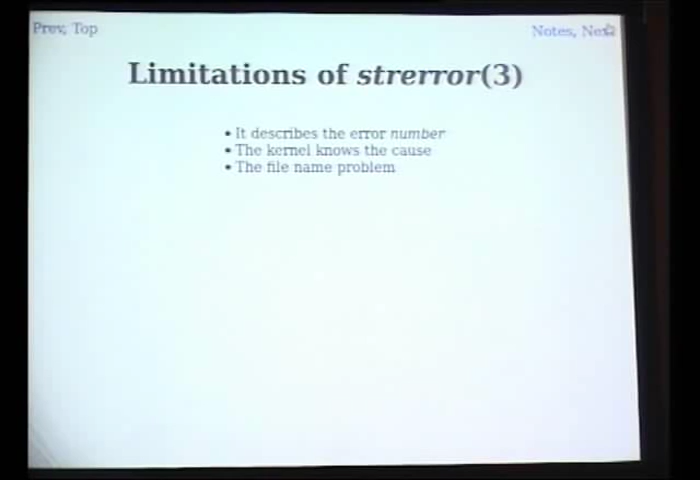 Prev, Top
Notes, Next
Limitations of strerror(3)
• It describes the error number
• The kernel knows the cause
• The file name problem